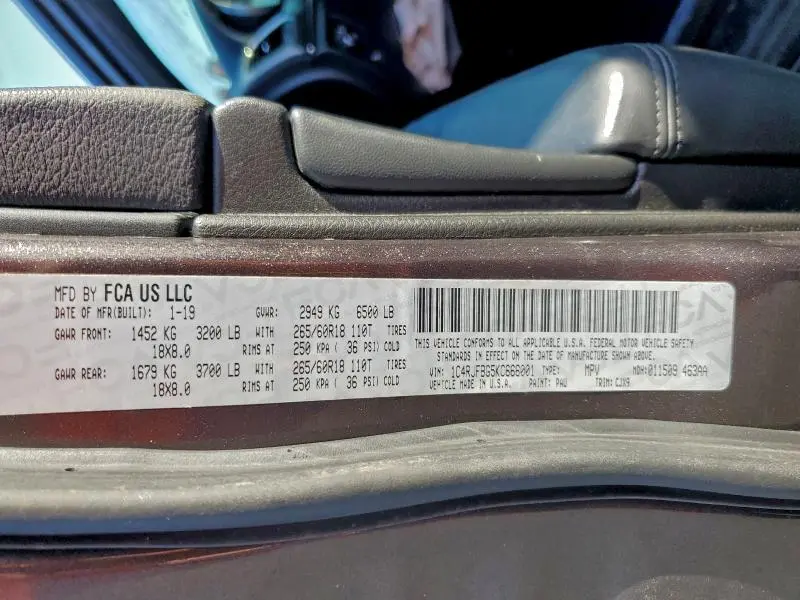 MFD BY FCA US LLC
DATE OF MFR(BUILT): 1-19 GVWR: 2949 KG 6500 LB
GAWR FRONT: 1452 KG 3200 LB WITH 265/60R18 110T TIRES
18X8.0 RIMS AT 250 KPA ( 36 PSI) COLD
GAWR REAR: 1679 KG 3700 LB WITH 265/60R18 110T TIRES
18X8.0 RIMS AT 250 KPA ( 36 PSI) COLD
THIS VEHICLE CONFORMS TO ALL APPLICABLE U.S.A. FEDERAL MOTOR VEHICLE SAFETY
STANDARDS IN EFFECT ON THE DATE OF MANUFACTURE SHOWN ABOVE.
VIN: 1C4RJFBG5KC666001 TYPE: MPV MDH:011509 463AA
VEHICLE MADE IN U.S.A. PAINT: PAU TRIM: CJX9